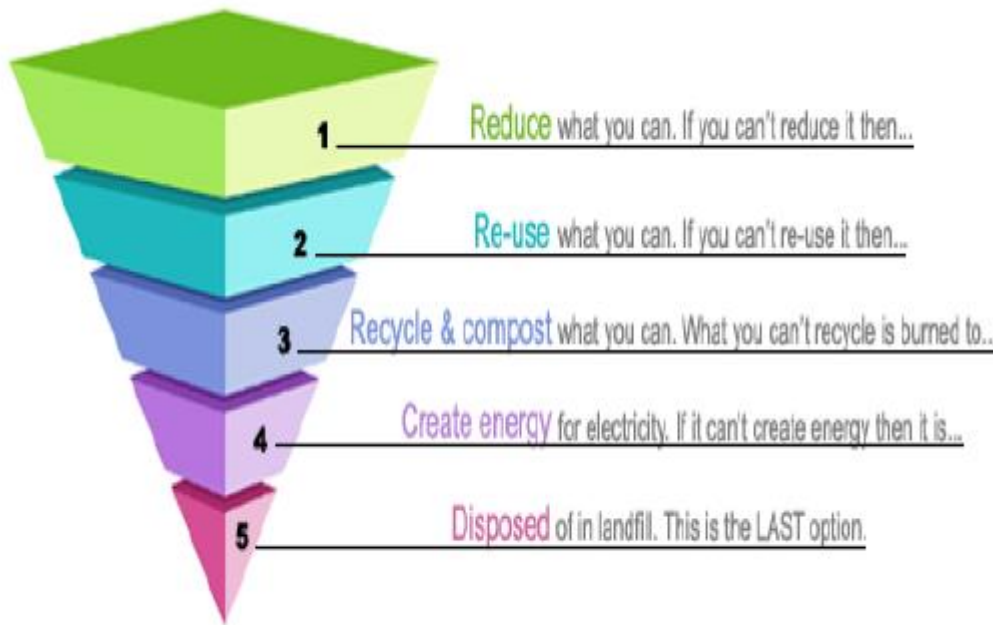 1 Reduce what you can. If you can't reduce it then...
2 Re-use what you can. If you can't re-use it then...
3 Recycle & compost what you can. What you can't recycle is burned to..
4 Create energy for electricity. If it can't create energy then it is...
5 Disposed of in landfill. This is the LAST option.